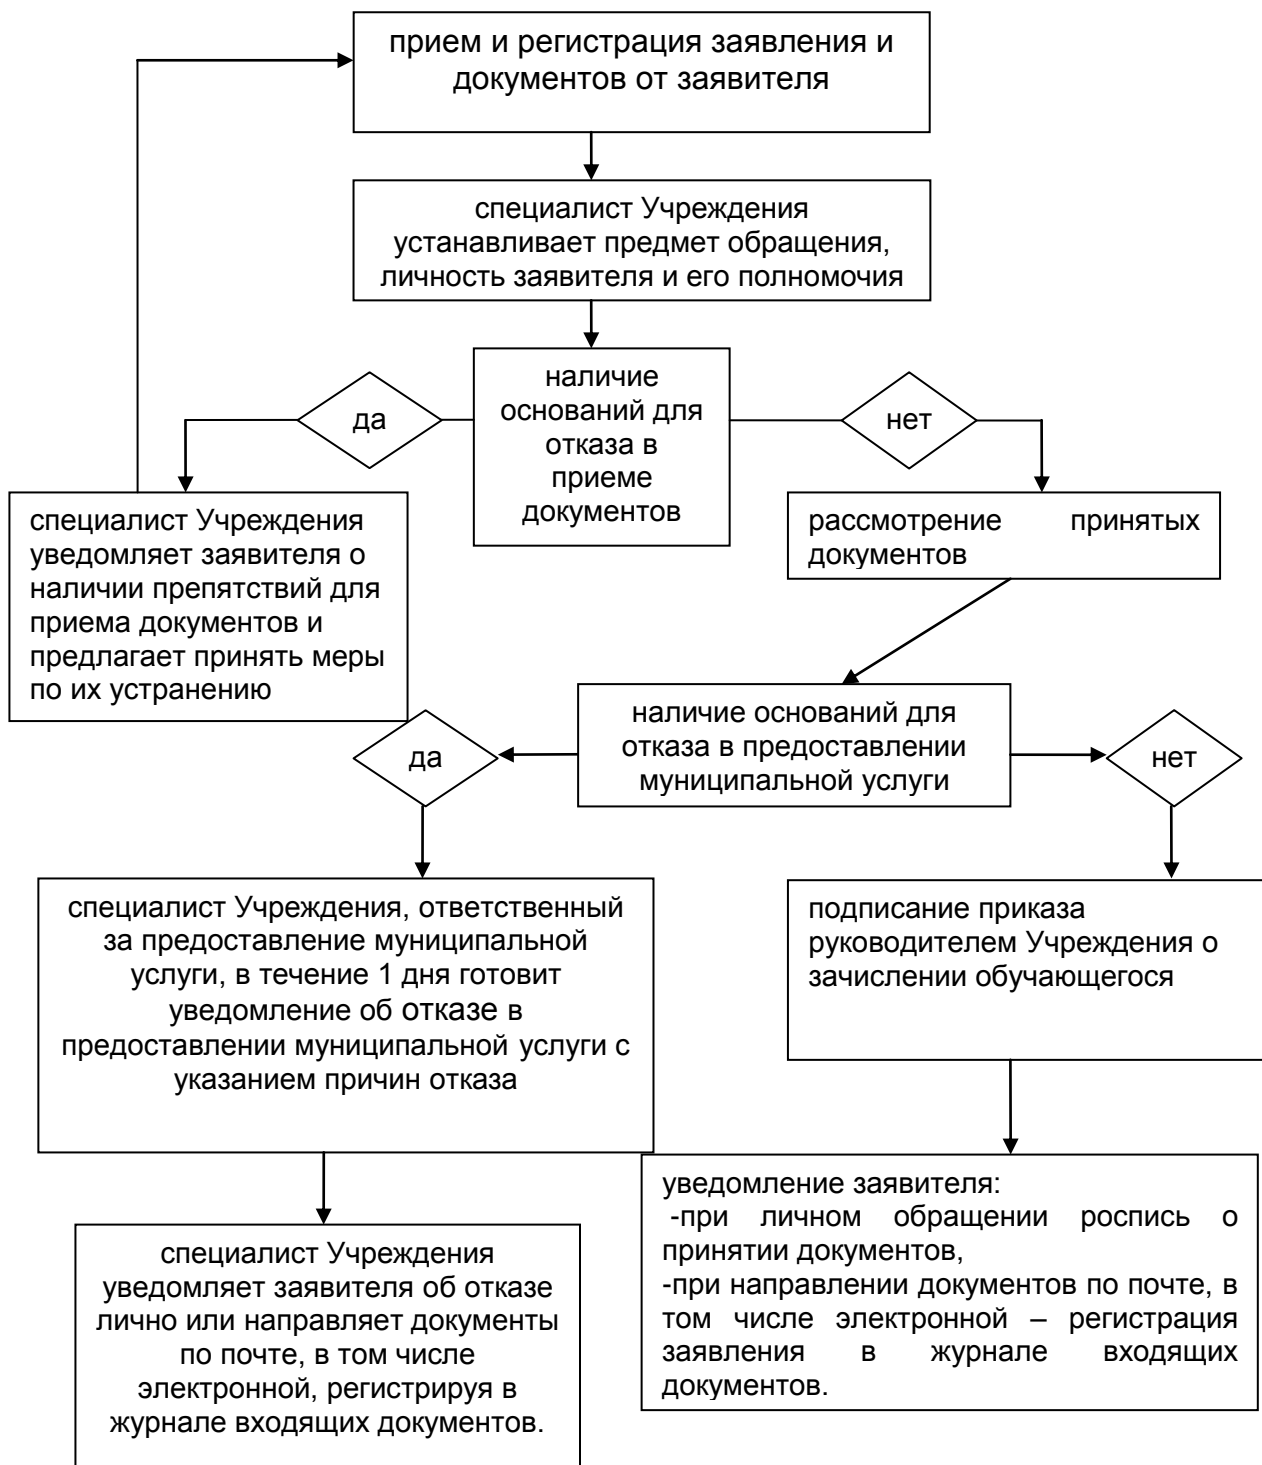 прием и регистрация заявления и
документов от заявителя
специалист Учреждения
устанавливает предмет обращения,
личность заявителя и его полномочия
наличие
оснований для
отказа в
приеме
документов
да
нет
специалист Учреждения
уведомляет заявителя о
наличии препятствий для
приема документов и
предлагает принять меры
по их устранению
рассмотрение принятых
документов
наличие оснований для
отказа в предоставлении
муниципальной услуги
да
нет
специалист Учреждения, ответственный
за предоставление муниципальной
услуги, в течение 1 дня готовит
уведомление об отказе в
предоставлении муниципальной услуги с
указанием причин отказа
подписание приказа
руководителем Учреждения о
зачислении обучающегося
специалист Учреждения
уведомляет заявителя об отказе
лично или направляет документы
по почте, в том числе
электронной, регистрируя в
журнале входящих документов.
уведомление заявителя:
-при личном обращении роспись о
принятии документов,
-при направлении документов по почте, в
том числе электронной – регистрация
заявления в журнале входящих
документов.